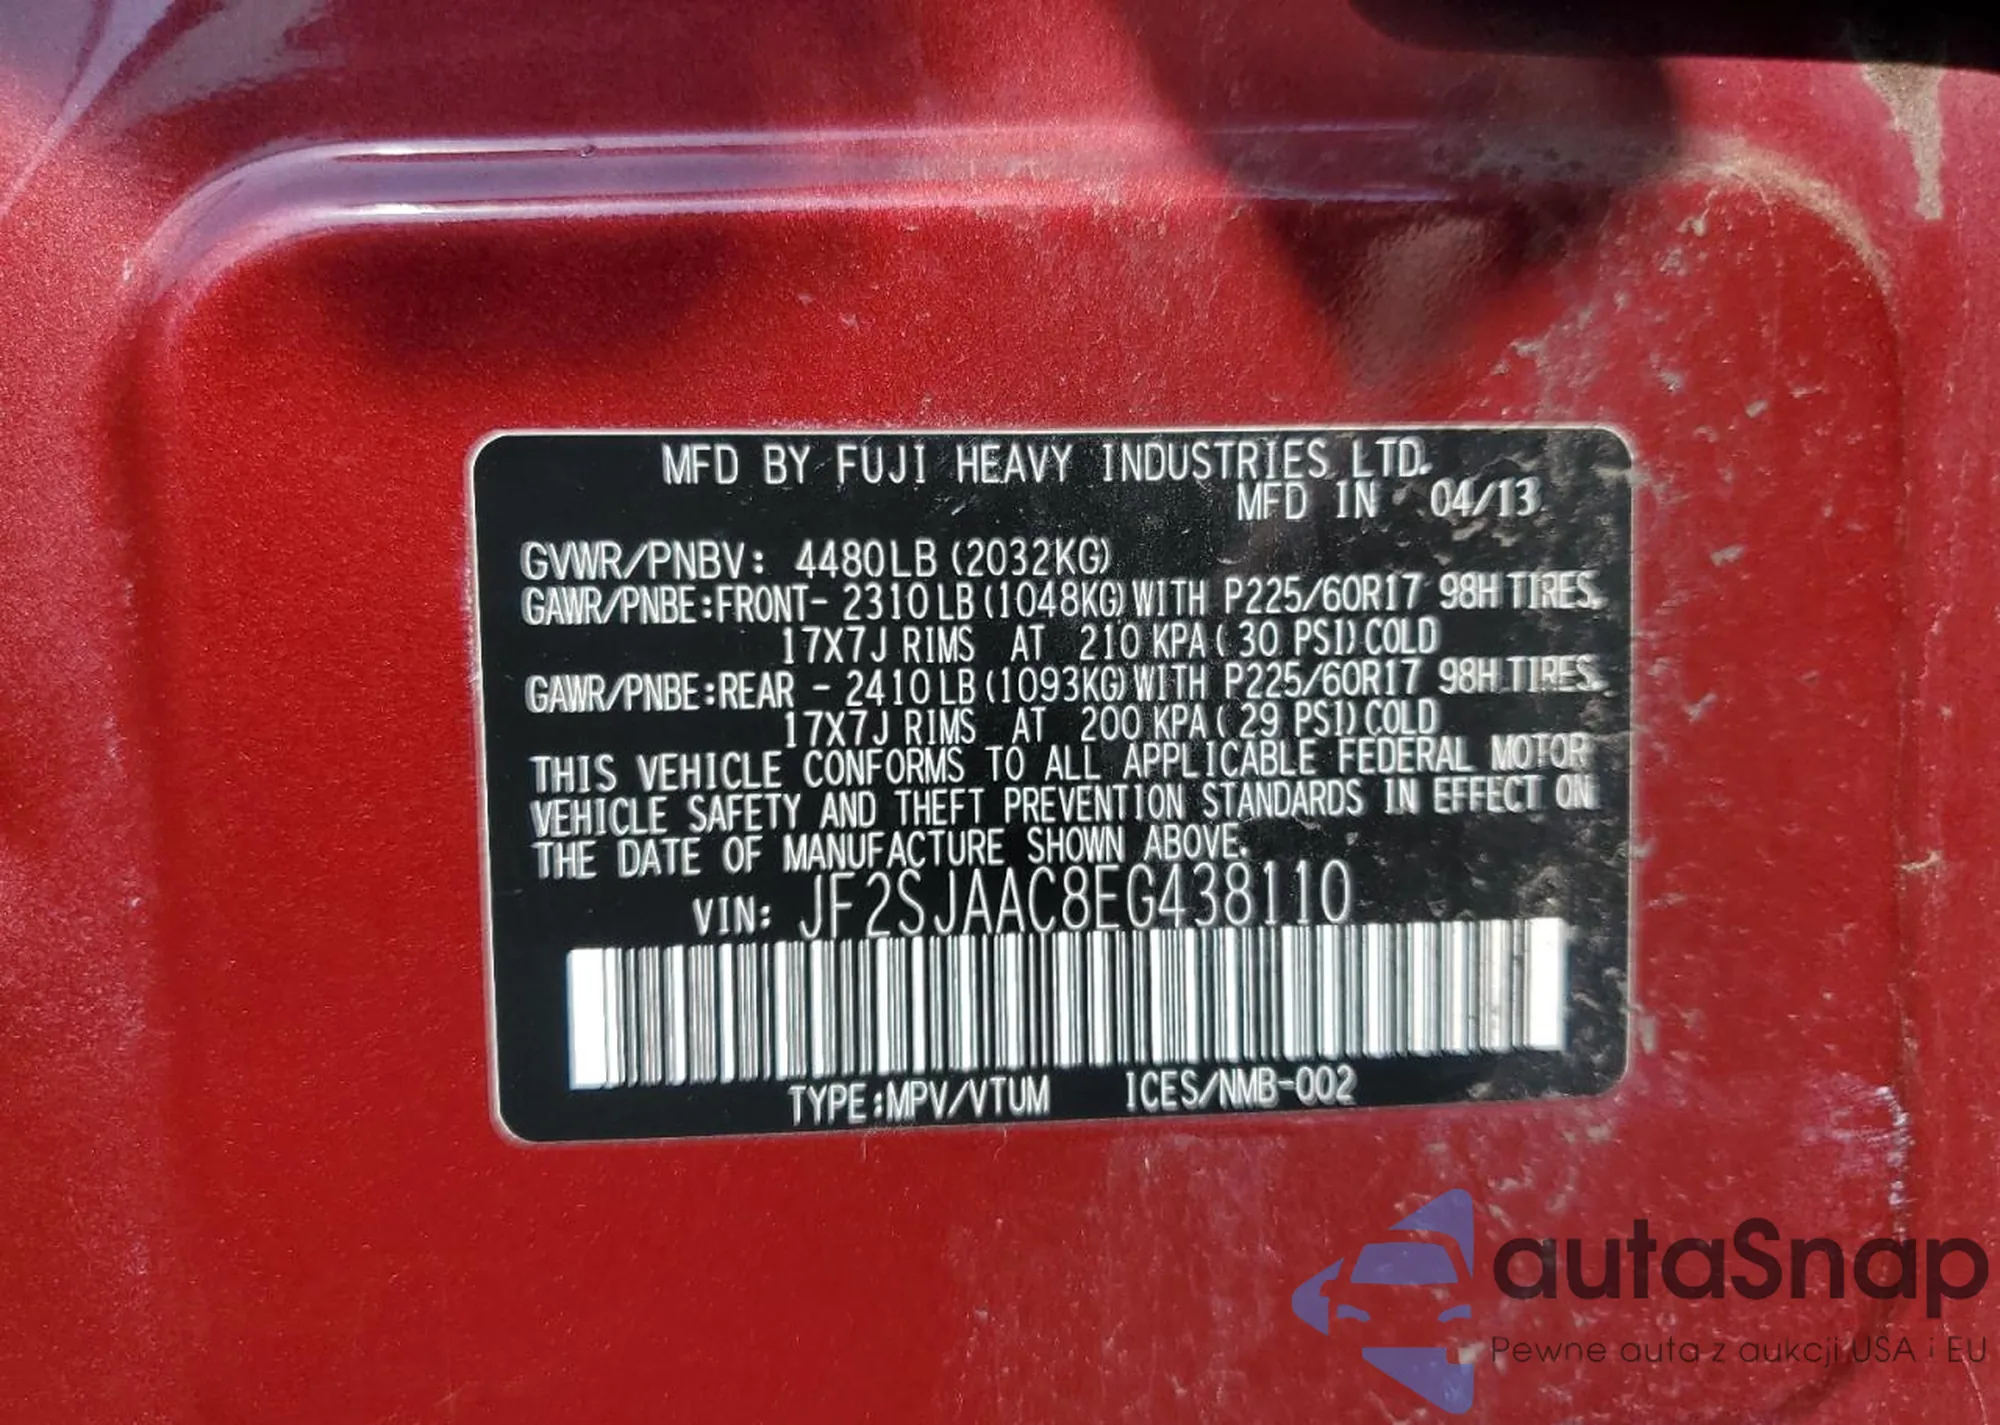 MFD BY FUJI HEAVY INDUSTRIES LTD.
MFD IN 04/13
GVWR/PNBV: 4480LB (2032KG)
GAWR/PNBE:FRONT- 2310LB (1048KG) WITH P225/60R17 98H TIRES,
17X7J RIMS AT 210 KPA ( 30 PSI) COLD
GAWR/PNBE:REAR - 2410LB (1093KG) WITH P225/60R17 98H TIRES,
17X7J RIMS AT 200 KPA ( 29 PSI) COLD
THIS VEHICLE CONFORMS TO ALL APPLICABLE FEDERAL MOTOR
VEHICLE SAFETY AND THEFT PREVENTION STANDARDS IN EFFECT ON
THE DATE OF MANUFACTURE SHOWN ABOVE.
VIN: JF2SJAAC8EG438110
TYPE:MPV/VTUM ICES/NMB-002
autaSnap
Pewne auta z aukcji USA i EU